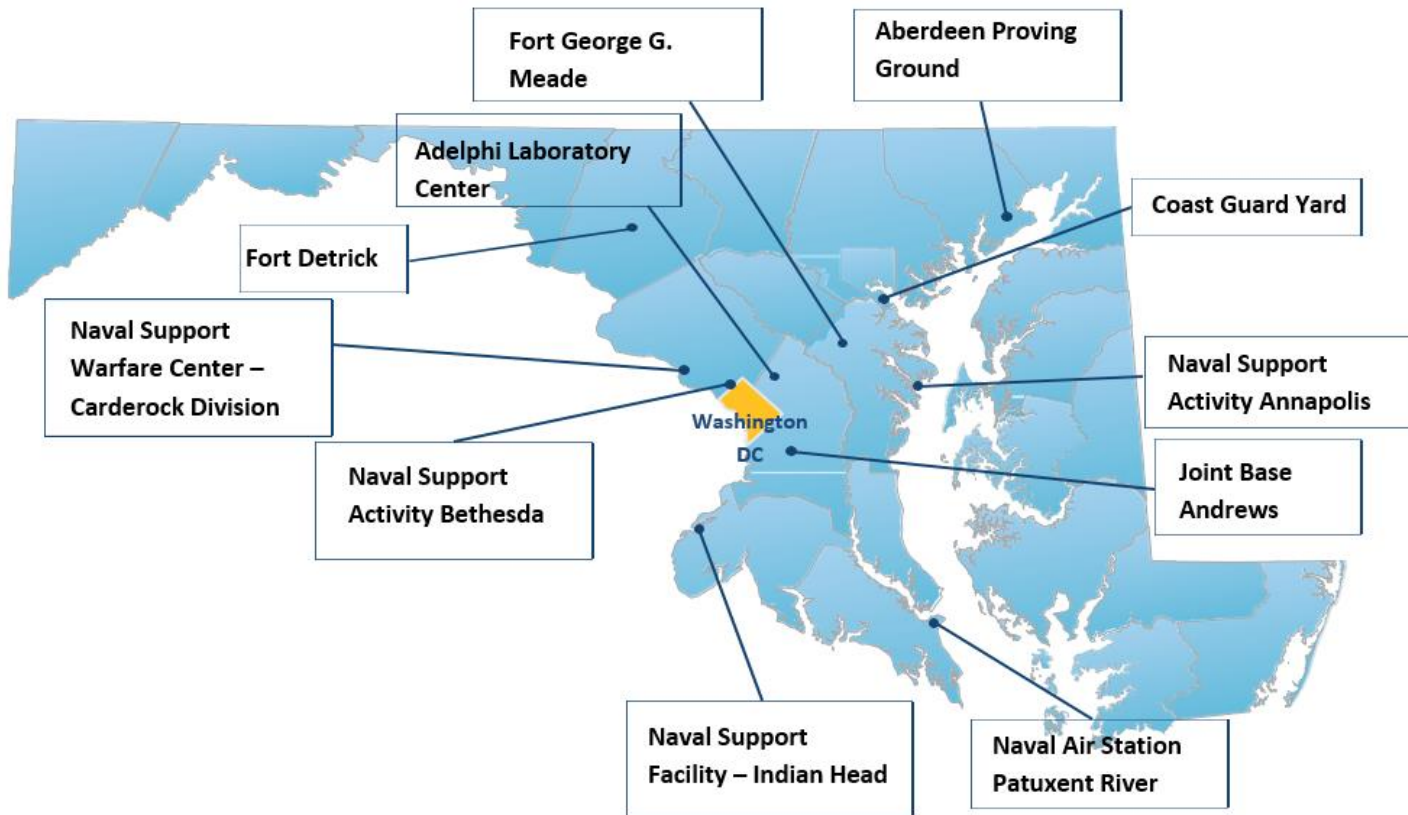 Fort George G.
Meade
Aberdeen Proving
Ground
Adelphi Laboratory
Center
Coast Guard Yard
Fort Detrick
Naval Support
Warfare Center –
Carderock Division
Naval Support
Activity Annapolis
Washington
DC
Naval Support
Activity Bethesda
Joint Base
Andrews
Naval Support
Facility – Indian Head
Naval Air Station
Patuxent River